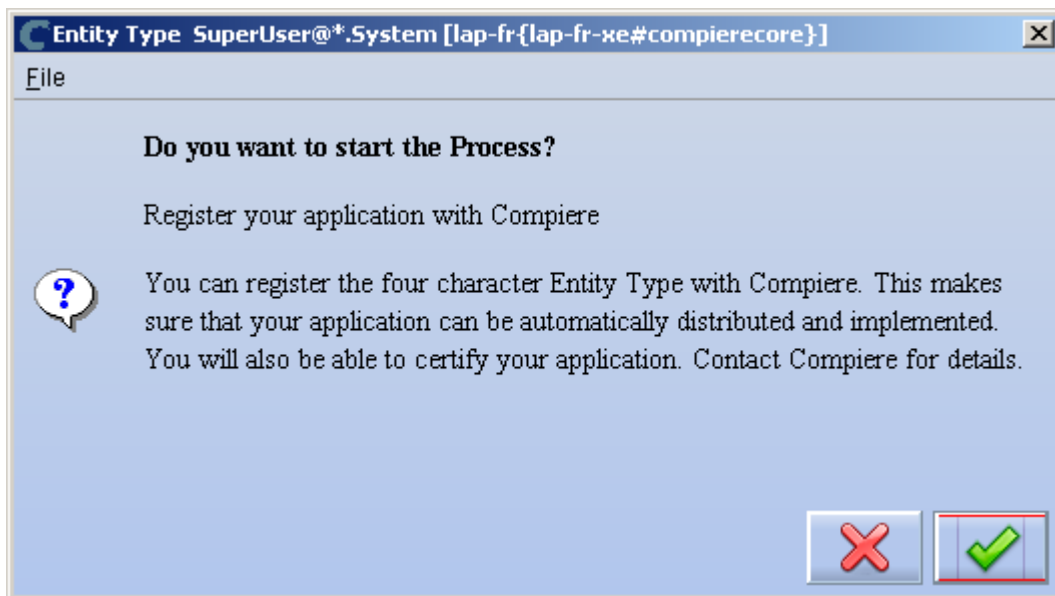 Entity Type SuperUser@*.System [lap-fr{lap-fr-xe#compierecore}]
File
Do you want to start the Process?
Register your application with Compiere
?
You can register the four character Entity Type with Compiere. This makes
sure that your application can be automatically distributed and implemented.
You will also be able to certify your application. Contact Compiere for details.